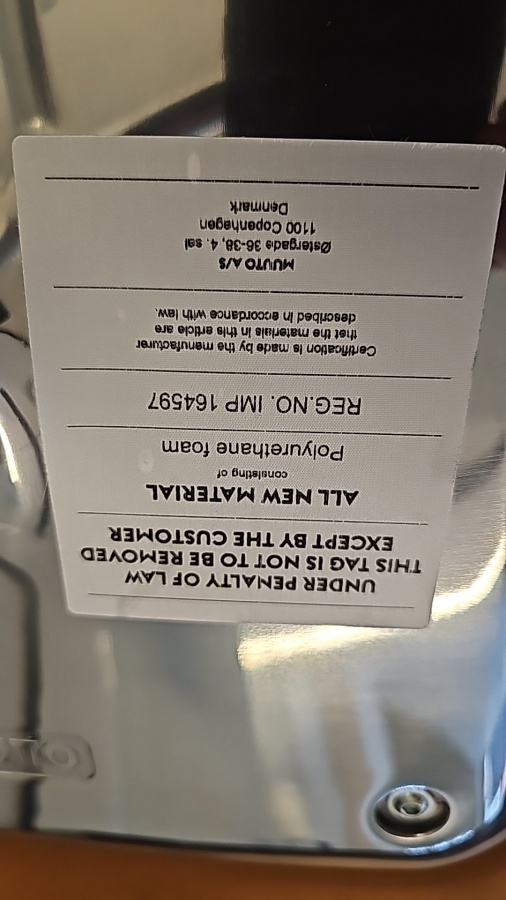 UNDER PENALTY OF LAW
THIS TAG IS NOT TO BE REMOVED
EXCEPT BY THE CUSTOMER
ALL NEW MATERIAL
consisting of
Polyurethane foam
REG.NO. IMP 164597
Certification is made by the manufacturer
that the materials in this article are
described in accordance with law.
MUUTO A/S
Østergade 36-38, 4. sal
1100 Copenhagen
Denmark